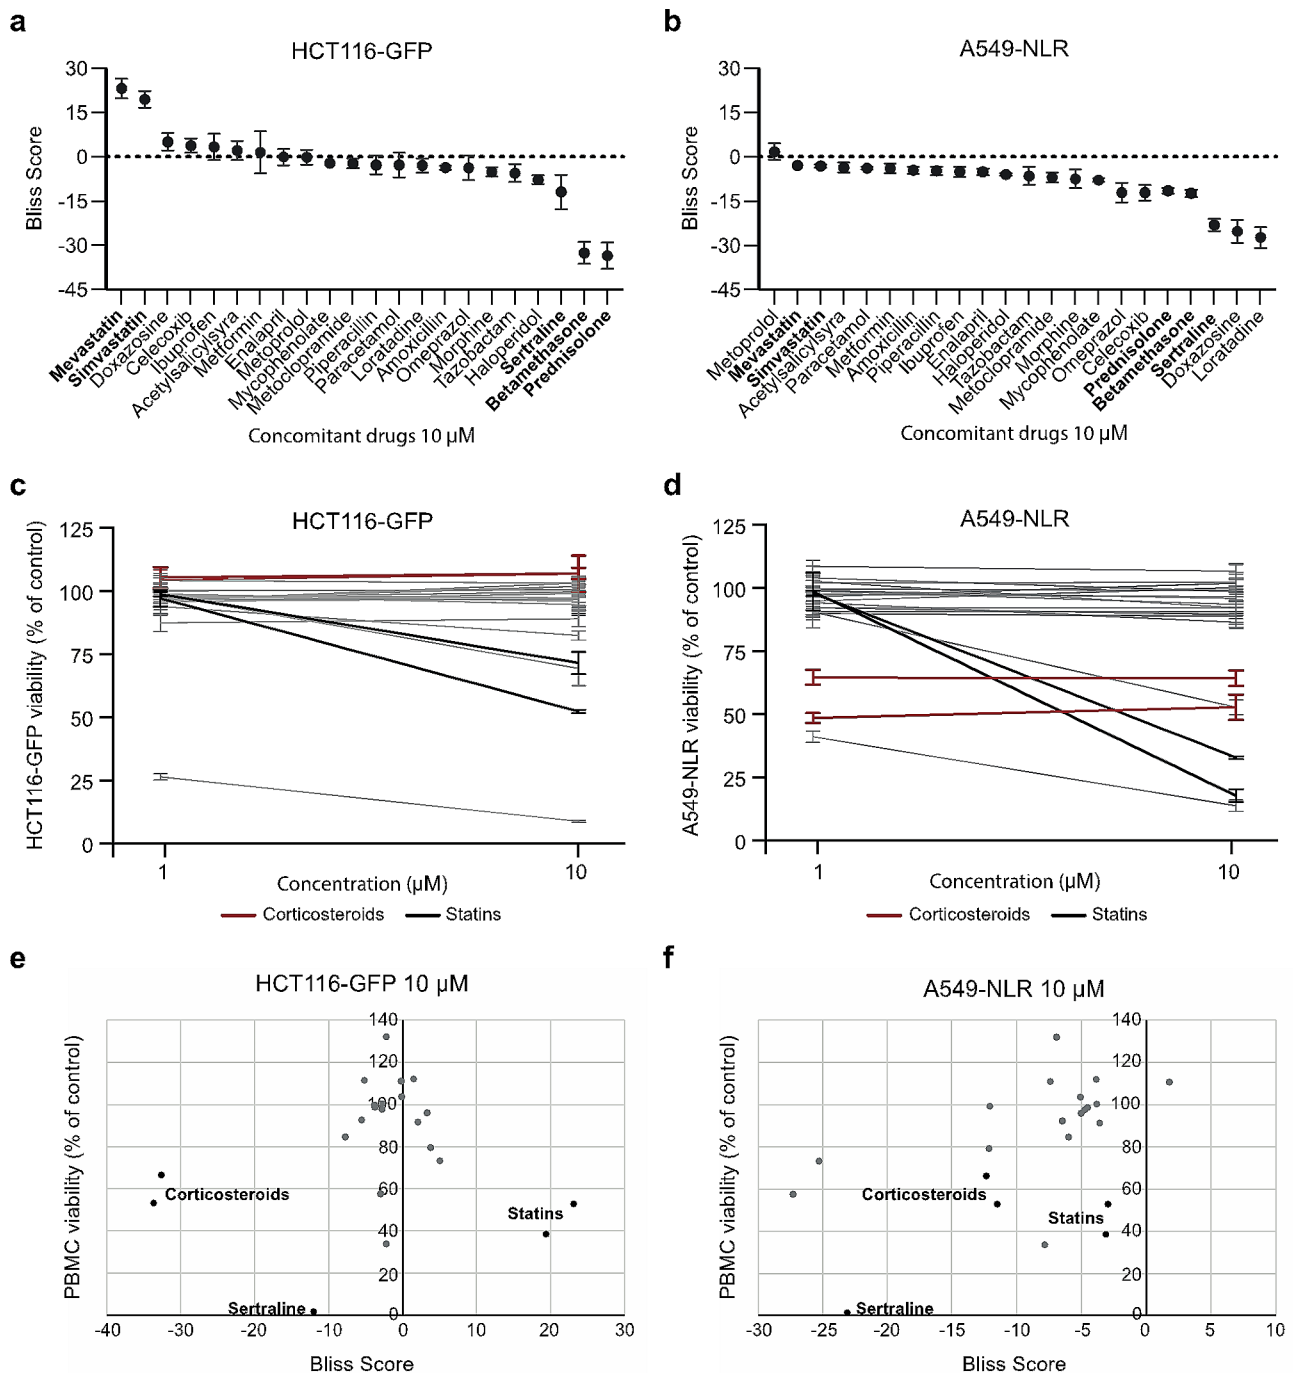 a
HCT116-GFP
30
15
0
-15
-30
-45
Bliss Score
Mevastatin
Simvastatin
Doxazosine
Celecoxib
Ibuprofen
Acetylsalicylsyra
Metformin
Enalapril
Metoprolol
Mycophenolate
Metoclopramide
Piperacillin
Paracetamol
Loratadine
Amoxicillin
Omeprazol
Morphine
Tazobactam
Haloperidol
Sertraline
Betamethasone
Prednisolone
Concomitant drugs 10 µM
b
A549-NLR
30
15
0
-15
-30
-45
Bliss Score
Metoprolol
Mevastatin
Simvastatin
Acetylsalicylsyra
Paracetamol
Metformin
Amoxicillin
Piperacillin
Ibuprofen
Enalapril
Haloperidol
Tazobactam
Metoclopramide
Morphine
Mycophenolate
Omeprazol
Celecoxib
Prednisolone
Betamethasone
Sertraline
Doxazosine
Loratadine
Concomitant drugs 10 µM
c
HCT116-GFP
125
100
75
50
25
0
HCT116-GFP viability (% of control)
1
10
Concentration (µM)
Corticosteroids
Statins
d
A549-NLR
125
100
75
50
25
0
A549-NLR viability (% of control)
1
10
Concentration (µM)
Corticosteroids
Statins
e
HCT116-GFP 10 µM
140
120
100
80
60
40
20
0
PBMC viability (% of control)
Corticosteroids
Statins
Sertraline
-40
-30
-20
-10
0
10
20
30
Bliss Score
f
A549-NLR 10 µM
140
120
100
80
60
40
20
0
PBMC viability (% of control)
Corticosteroids
Statins
Sertraline
-30
-25
-20
-15
-10
-5
0
5
10
Bliss Score